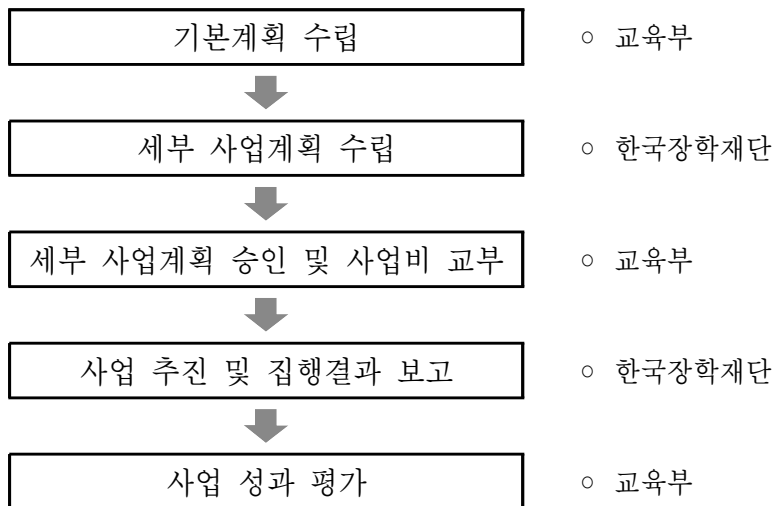 기본계획 수립 ○ 교육부
세부 사업계획 수립 ○ 한국장학재단
세부 사업계획 승인 및 사업비 교부 ○ 교육부
사업 추진 및 집행결과 보고 ○ 한국장학재단
사업 성과 평가 ○ 교육부